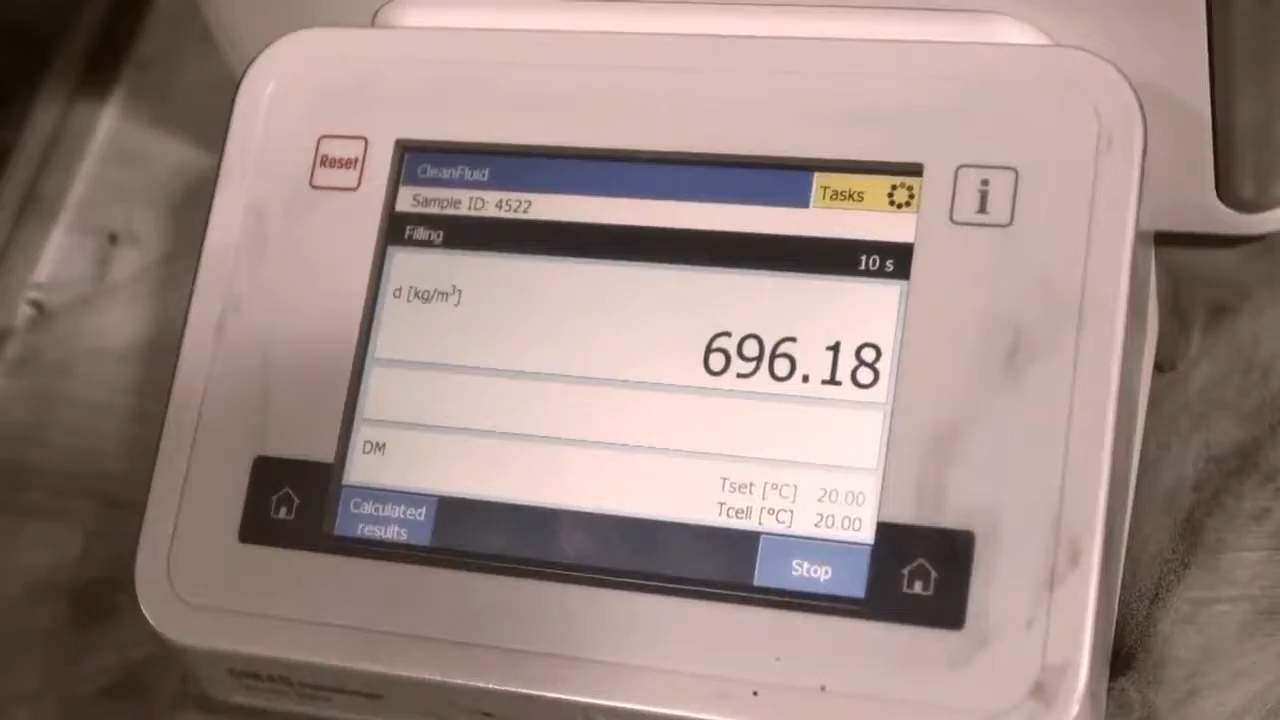 Reset
CleanFluid
Tasks
i
Sample ID: 4522
Filling
10 s
d [kg/m³]
696.18
DM
Tset [°C] 20.00
Tcell [°C] 20.00
Calculated
results
Stop